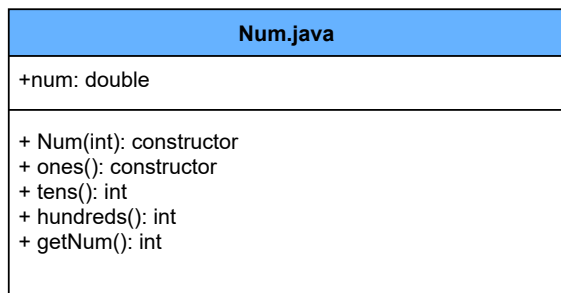 Num.java
+num: double
+ Num(int): constructor
+ ones(): constructor
+ tens(): int
+ hundreds(): int
+ getNum(): int